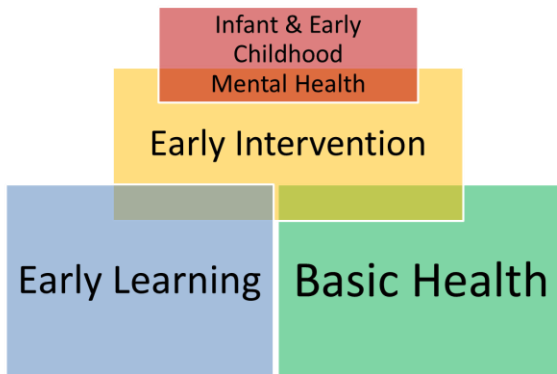 Infant & Early
Childhood
Mental Health
Early Intervention
Early Learning
Basic Health